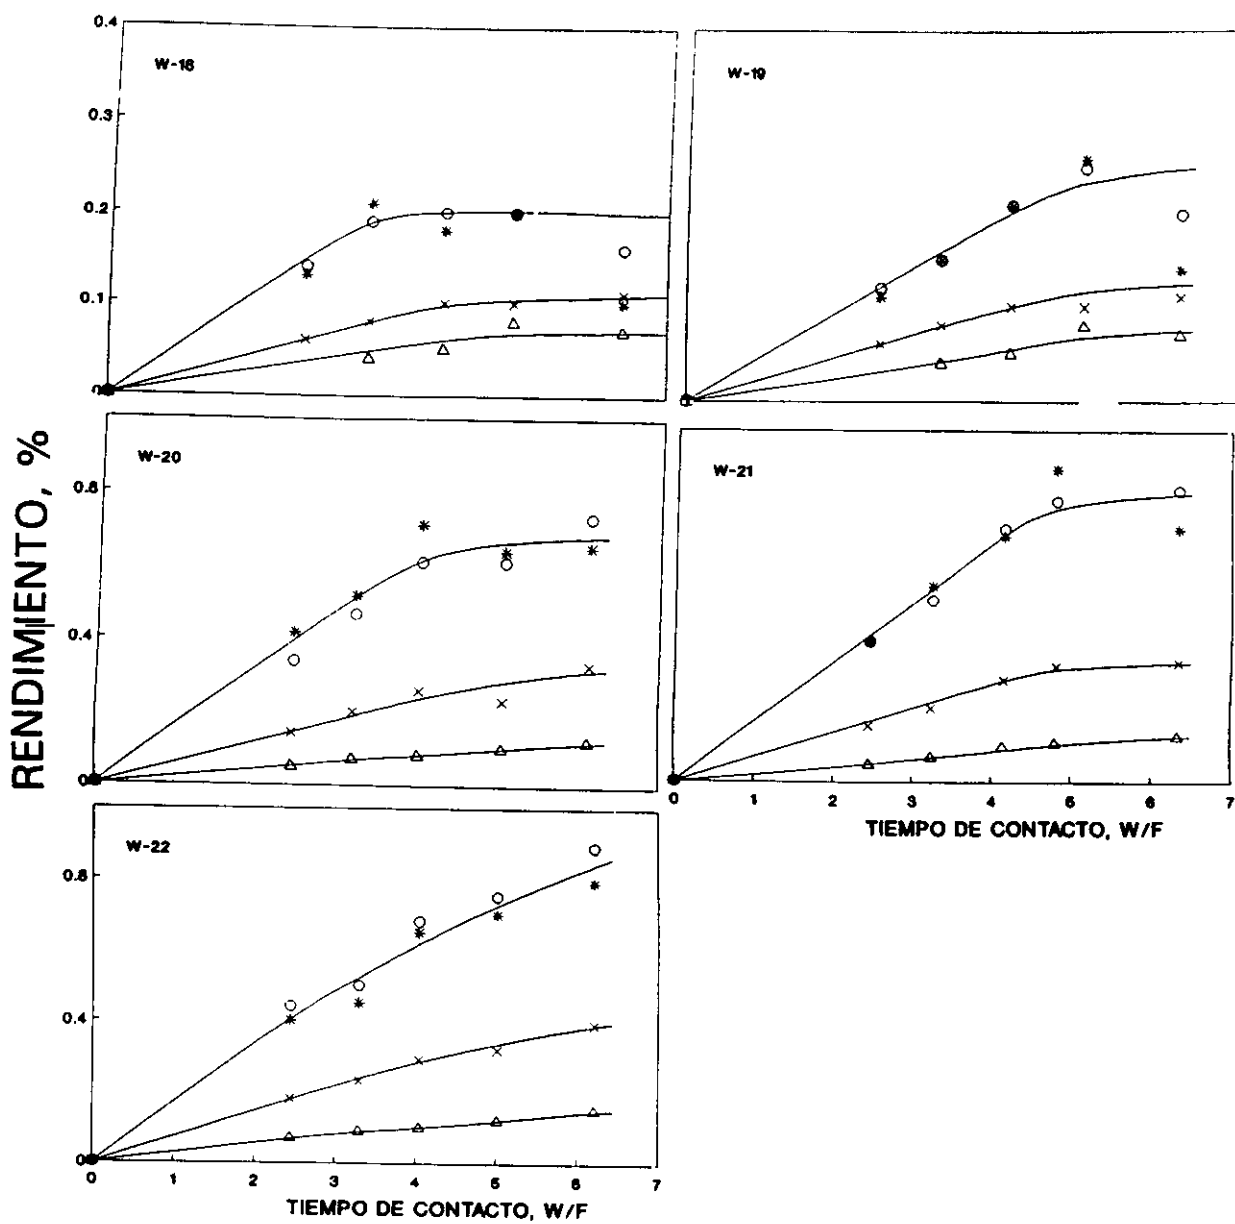 0.4
W-18
W-19
0.3
0.2
0.1
0
RENDIMIENTO, %
W-20
W-21
0.8
0.4
0
0 1 2 3 4 5 6 7
TIEMPO DE CONTACTO, W/F
W-22
0.8
0.4
0
0 1 2 3 4 5 6 7
TIEMPO DE CONTACTO, W/F